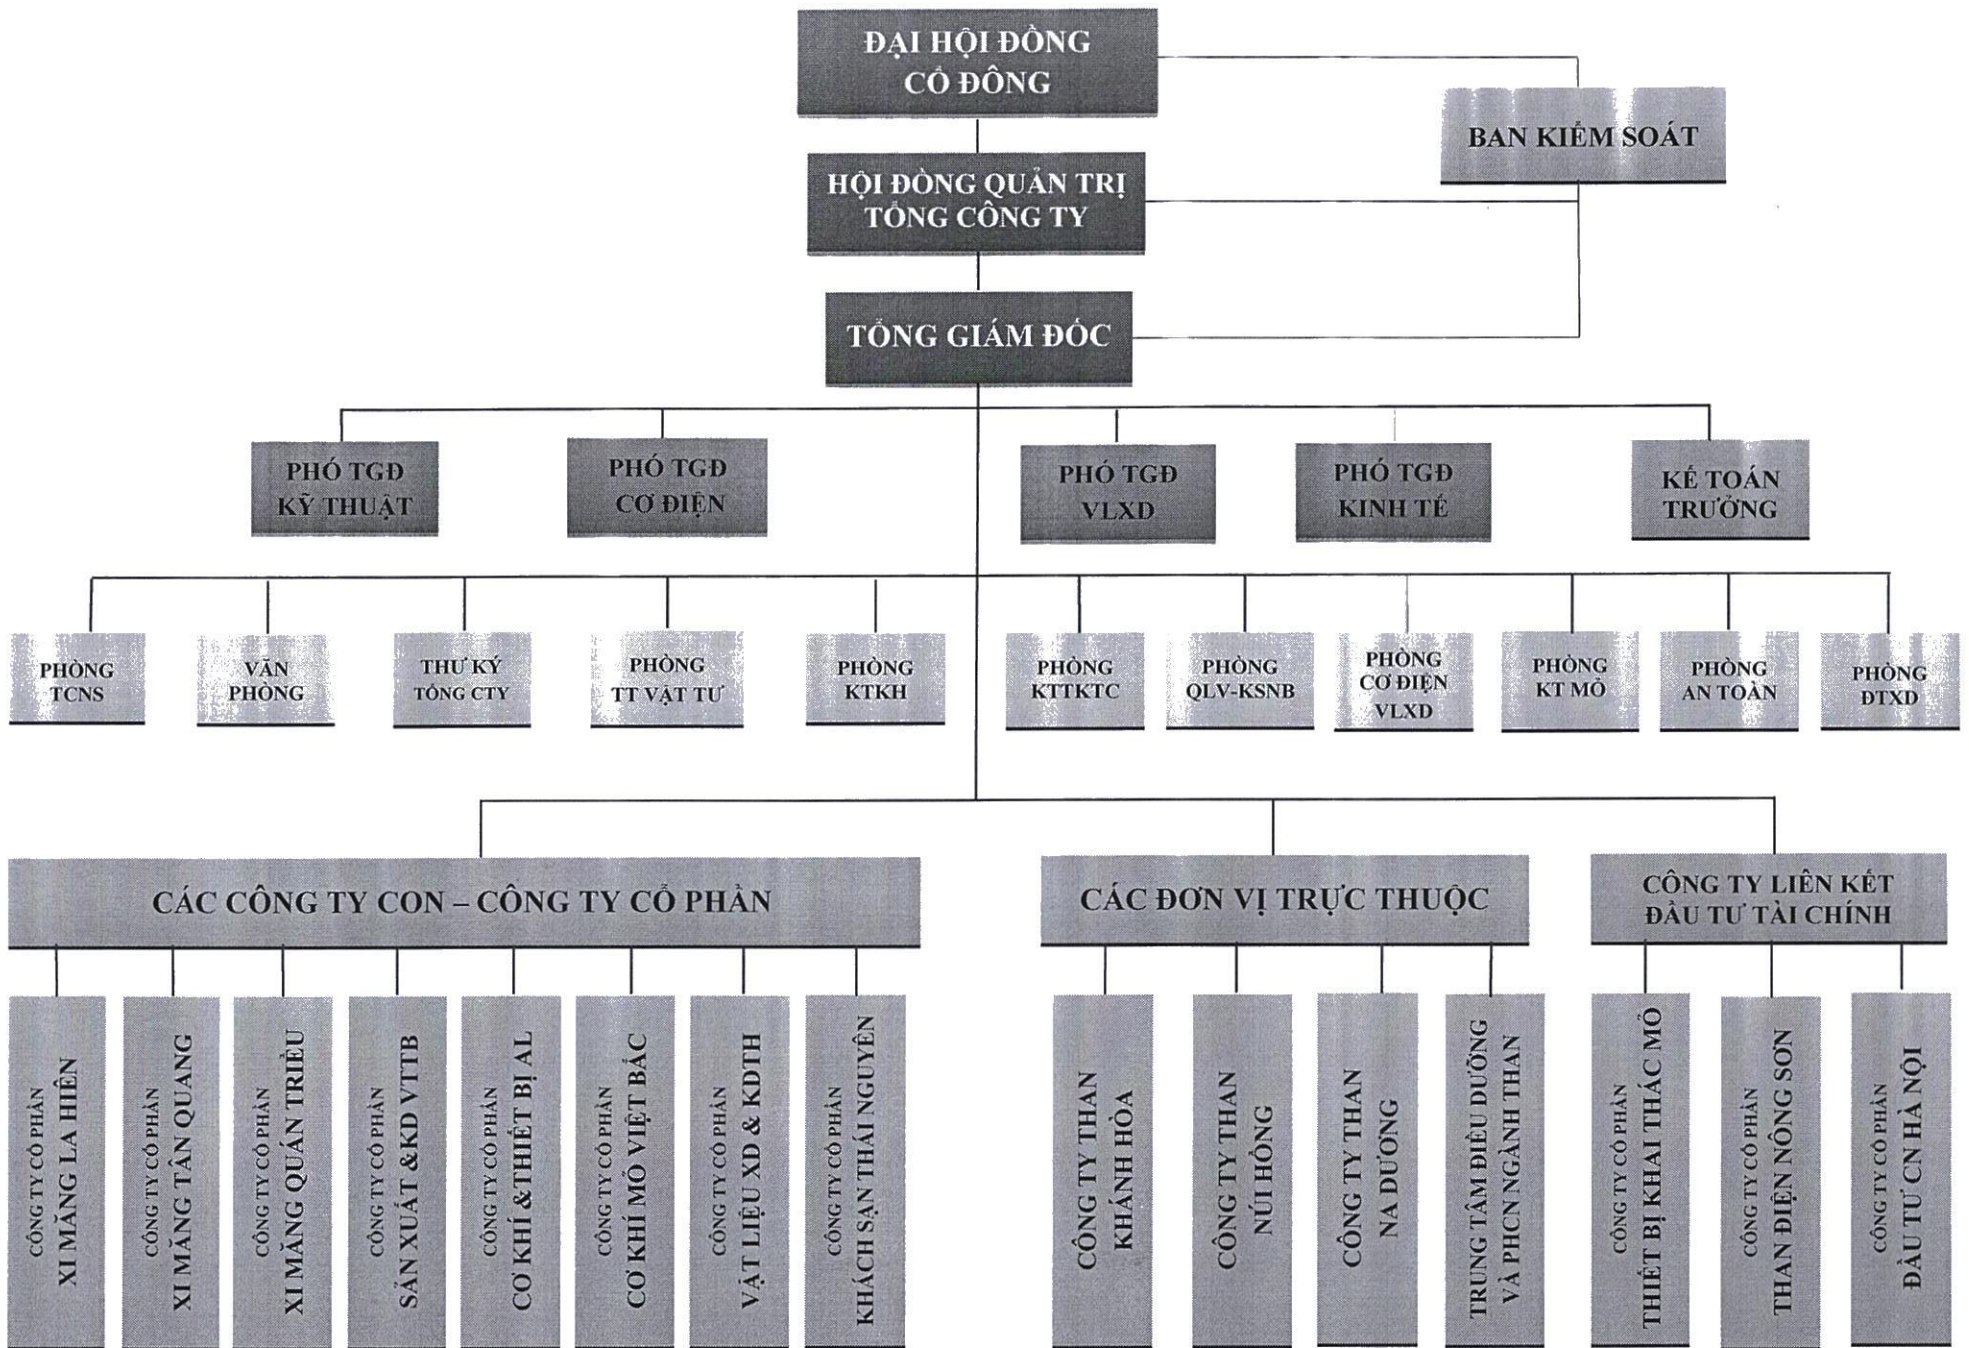 ĐẠI HỘI ĐỒNG
CỔ ĐÔNG
BAN KIỂM SOÁT
HỘI ĐỒNG QUẢN TRỊ
TỔNG CÔNG TY
TỔNG GIÁM ĐỐC
PHÓ TGĐ
KỸ THUẬT
PHÓ TGĐ
CƠ ĐIỆN
PHÓ TGĐ
VLXD
PHÓ TGĐ
KINH TẾ
KẾ TOÁN
TRƯỞNG
PHÒNG
TCNS
VĂN
PHÒNG
THƯ KÝ
TỔNG CTY
PHÒNG
TT VẬT TƯ
PHÒNG
KTKH
PHÒNG
KTTKTC
PHÒNG
QLV-KSNB
PHÒNG
CƠ ĐIỆN
VLXD
PHÒNG
KT MỎ
PHÒNG
AN TOÀN
PHÒNG
ĐTXD
CÁC CÔNG TY CON – CÔNG TY CỔ PHẦN
CÁC ĐƠN VỊ TRỰC THUỘC
CÔNG TY LIÊN KẾT
ĐẦU TƯ TÀI CHÍNH
CÔNG TY CỔ PHẦN
XI MĂNG LA HIÊN
CÔNG TY CỔ PHẦN
XI MĂNG TÂN QUANG
CÔNG TY CỔ PHẦN
XI MĂNG QUÁN TRIỀU
CÔNG TY CỔ PHẦN
SẢN XUẤT &KD VTTB
CÔNG TY CỔ PHẦN
CƠ KHÍ &THIẾT BỊ AL
CÔNG TY CỔ PHẦN
CƠ KHÍ MỎ VIỆT BẮC
CÔNG TY CỔ PHẦN
VẬT LIỆU XD & KDTH
CÔNG TY CỔ PHẦN
KHÁCH SẠN THÁI NGUYÊN
CÔNG TY THAN
KHÁNH HÒA
CÔNG TY THAN
NÚI HỒNG
CÔNG TY THAN
NA DƯƠNG
TRUNG TÂM ĐIỀU DƯỠNG
VÀ PHCN NGÀNH THAN
CÔNG TY CỔ PHẦN
THIẾT BỊ KHAI THÁC MỎ
CÔNG TY CỔ PHẦN
THAN ĐIỆN NÔNG SƠN
CÔNG TY CỔ PHẦN
ĐẦU TƯ CN HÀ NỘI